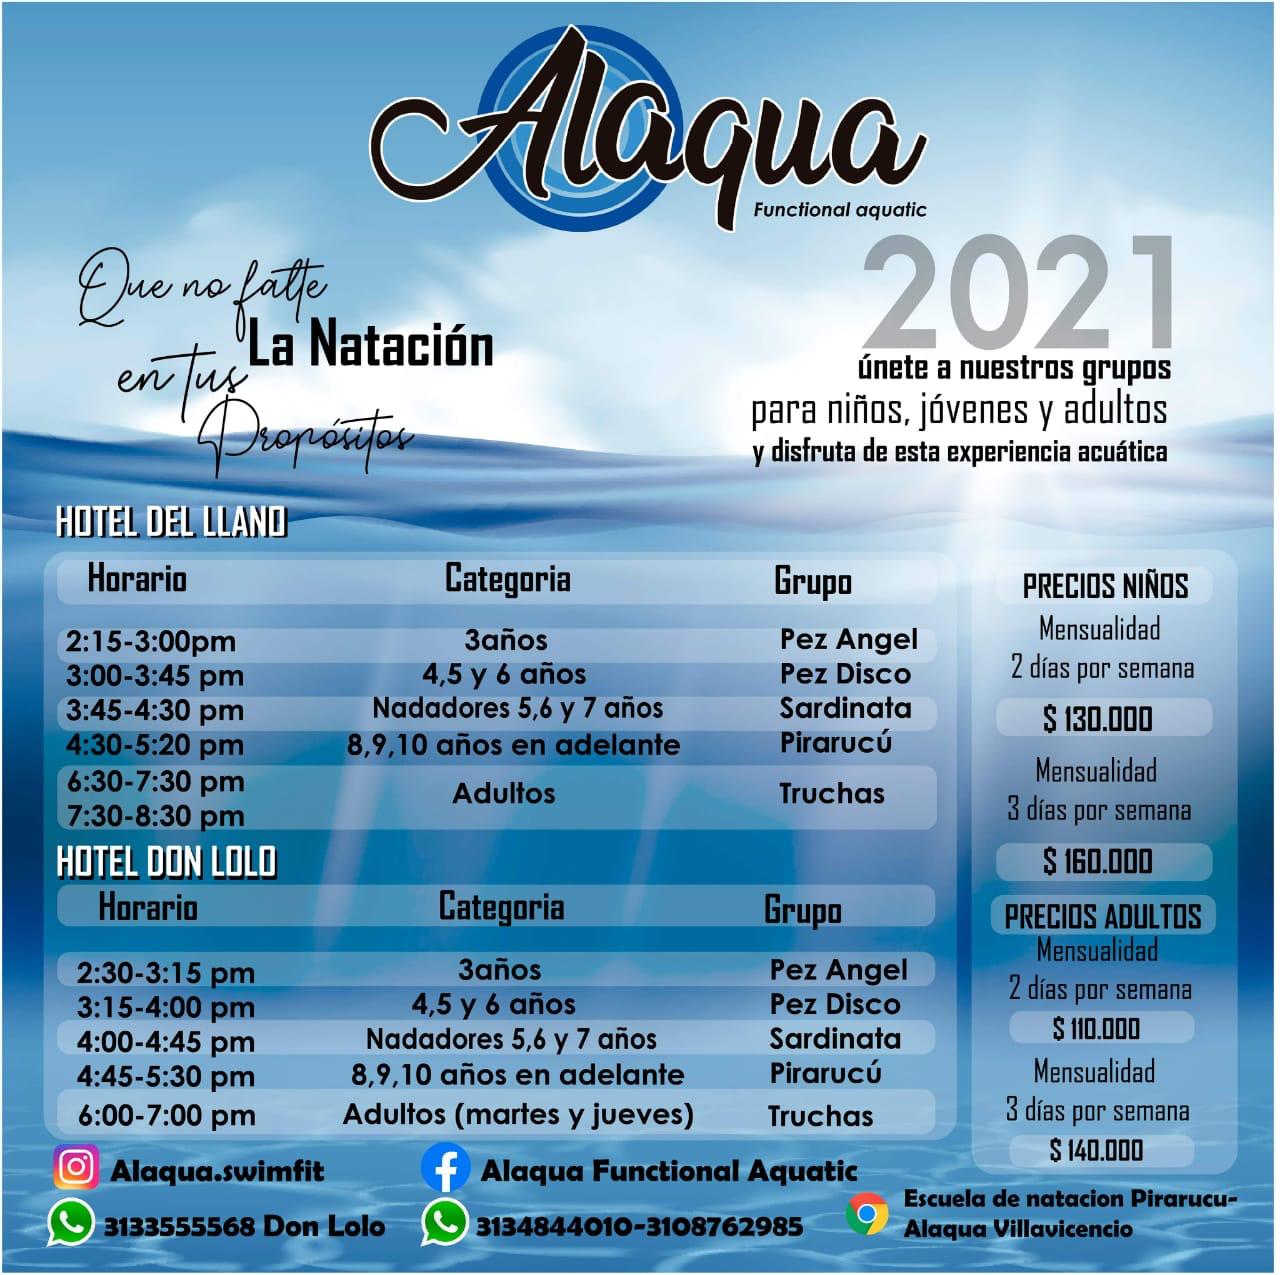 Alaqua
Functional aquatic
Que no falte
La Natación
en Tus
Propósitos
2021
únete a nuestros grupos
para niños, jóvenes y adultos
y disfruta de esta experiencia acuática
HOTEL DEL LLANO
Horario Categoria Grupo
2:15-3:00pm 3años Pez Angel
3:00-3:45 pm 4,5 y 6 años Pez Disco
3:45-4:30 pm Nadadores 5,6 y 7 años Sardinata
4:30-5:20 pm 8,9,10 años en adelante Pirarucú
6:30-7:30 pm
Adultos Truchas
7:30-8:30 pm
HOTEL DON LOLO
Horario Categoria Grupo
2:30-3:15 pm 3años Pez Angel
3:15-4:00 pm 4,5 y 6 años Pez Disco
4:00-4:45 pm Nadadores 5,6 y 7 años Sardinata
4:45-5:30 pm 8,9,10 años en adelante Pirarucú
6:00-7:00 pm Adultos (martes y jueves) Truchas
PRECIOS NIÑOS
Mensualidad
2 días por semana
$ 130.000
Mensualidad
3 días por semana
$ 160.000
PRECIOS ADULTOS
Mensualidad
2 días por semana
$ 110.000
Mensualidad
3 días por semana
$ 140.000
Alaqua.swimfit
Alaqua Functional Aquatic
3133555568 Don Lolo
3134844010-3108762985
Escuela de natacion Pirarucu-
Alaqua Villavicencio